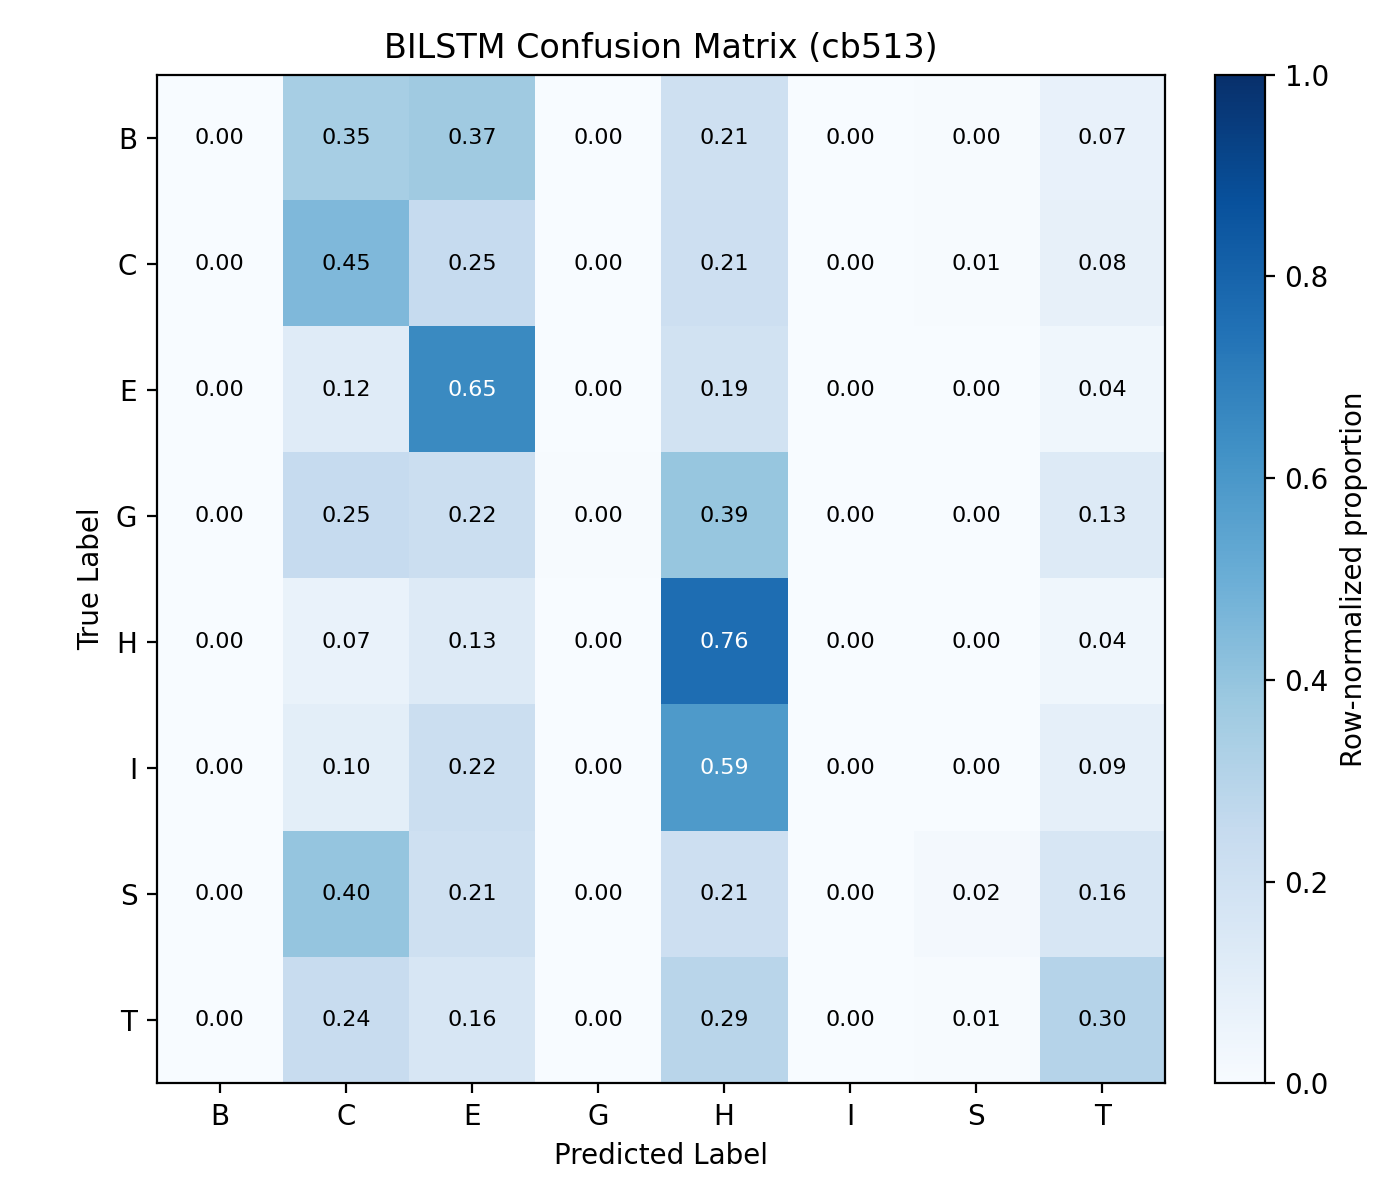 BILSTM Confusion Matrix (cb513)
B 0.00 0.35 0.37 0.00 0.21 0.00 0.00 0.07
C 0.00 0.45 0.25 0.00 0.21 0.00 0.01 0.08
E 0.00 0.12 0.65 0.00 0.19 0.00 0.00 0.04
G 0.00 0.25 0.22 0.00 0.39 0.00 0.00 0.13
H 0.00 0.07 0.13 0.00 0.76 0.00 0.00 0.04
I 0.00 0.10 0.22 0.00 0.59 0.00 0.00 0.09
S 0.00 0.40 0.21 0.00 0.21 0.00 0.02 0.16
T 0.00 0.24 0.16 0.00 0.29 0.00 0.01 0.30
B C E G H I S T
Predicted Label
True Label
1.0
0.8
0.6
0.4
0.2
0.0
Row-normalized proportion